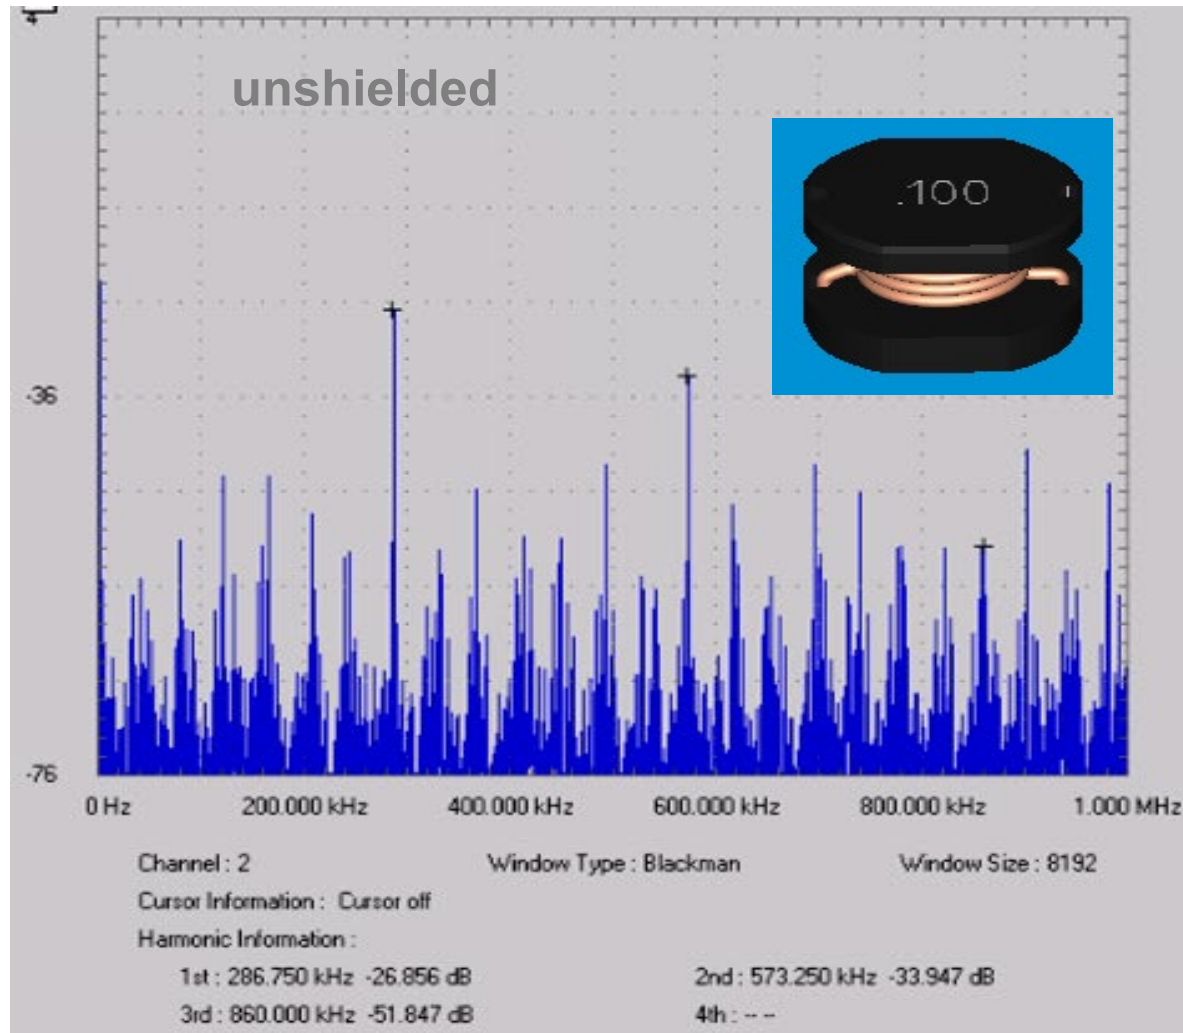 4
unshielded
.100
-36
-76
0 Hz 200.000 kHz 400.000 kHz 600.000 kHz 800.000 kHz 1.000 MHz
Channel : 2 Window Type : Blackman Window Size : 8192
Cursor Information : Cursor off
Harmonic Information :
1st : 286.750 kHz -26.856 dB 2nd : 573.250 kHz -33.947 dB
3rd : 860.000 kHz -51.847 dB 4th : -- --